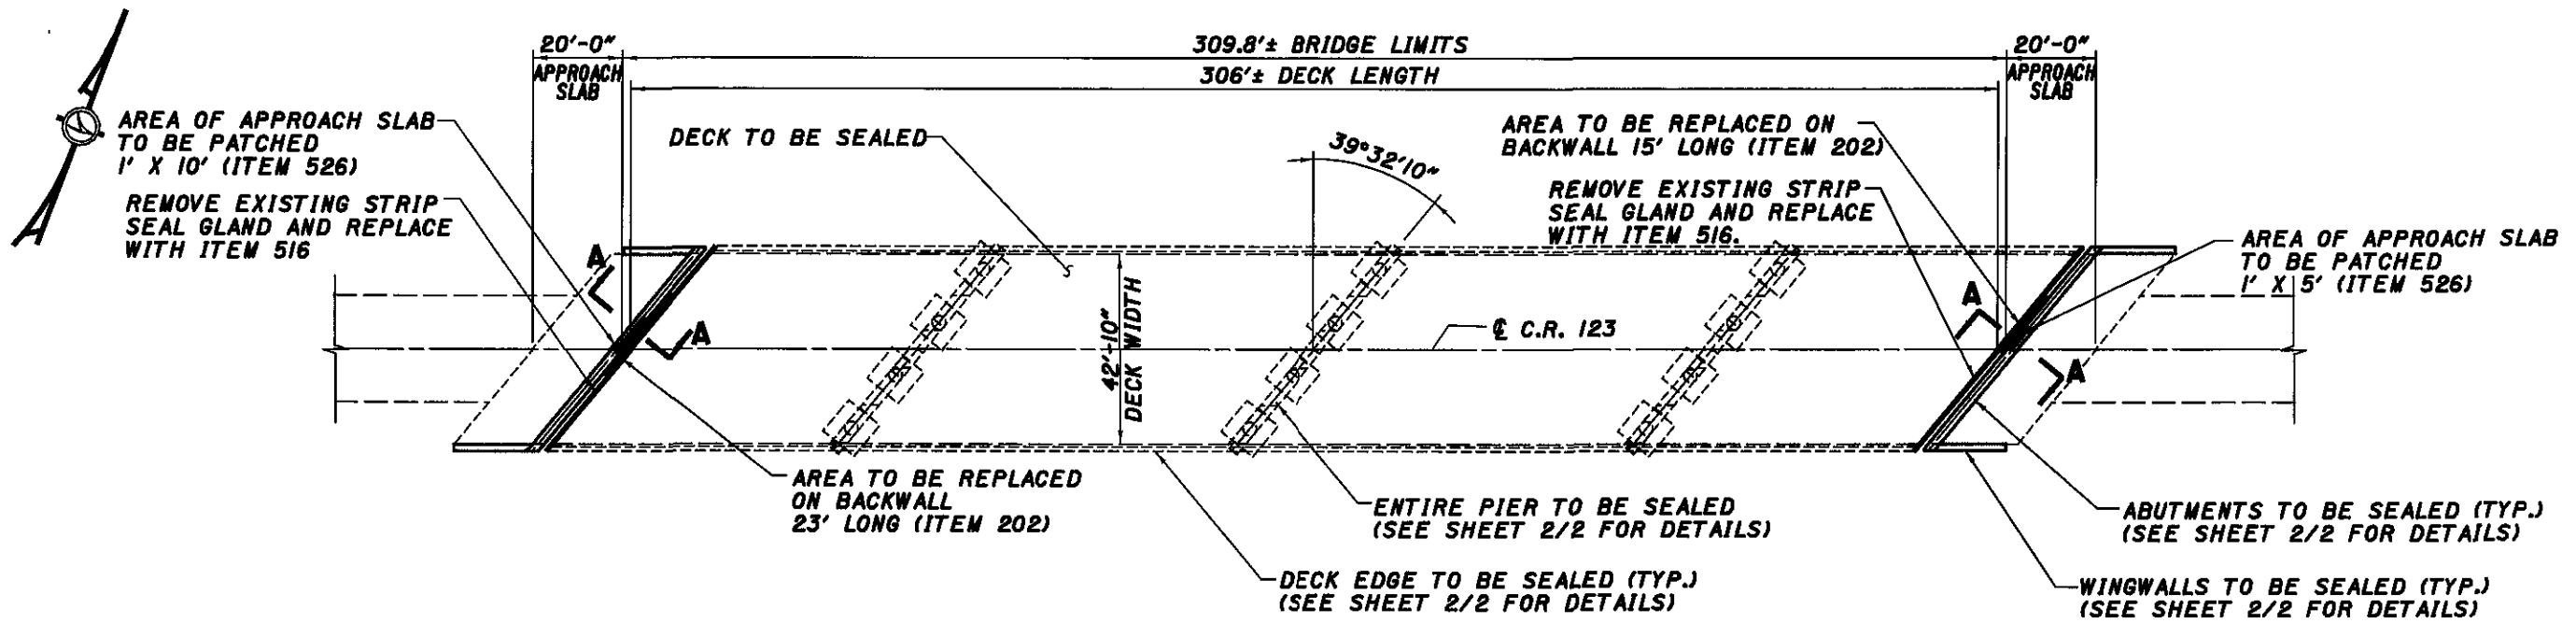 20'-0"
309.8'± BRIDGE LIMITS
20'-0"
APPROACH
SLAB
306'± DECK LENGTH
APPROACH
SLAB
AREA OF APPROACH SLAB
TO BE PATCHED
1' X 10' (ITEM 526)
REMOVE EXISTING STRIP
SEAL GLAND AND REPLACE
WITH ITEM 516
DECK TO BE SEALED
39°32'10"
AREA TO BE REPLACED ON
BACKWALL 15' LONG (ITEM 202)
REMOVE EXISTING STRIP
SEAL GLAND AND REPLACE
WITH ITEM 516.
AREA OF APPROACH SLAB
TO BE PATCHED
1' X 5' (ITEM 526)
A
A
A
A
42'-10"
DECK WIDTH
℄ C.R. 123
AREA TO BE REPLACED
ON BACKWALL
23' LONG (ITEM 202)
ENTIRE PIER TO BE SEALED
(SEE SHEET 2/2 FOR DETAILS)
DECK EDGE TO BE SEALED (TYP.)
(SEE SHEET 2/2 FOR DETAILS)
ABUTMENTS TO BE SEALED (TYP.)
(SEE SHEET 2/2 FOR DETAILS)
WINGWALLS TO BE SEALED (TYP.)
(SEE SHEET 2/2 FOR DETAILS)